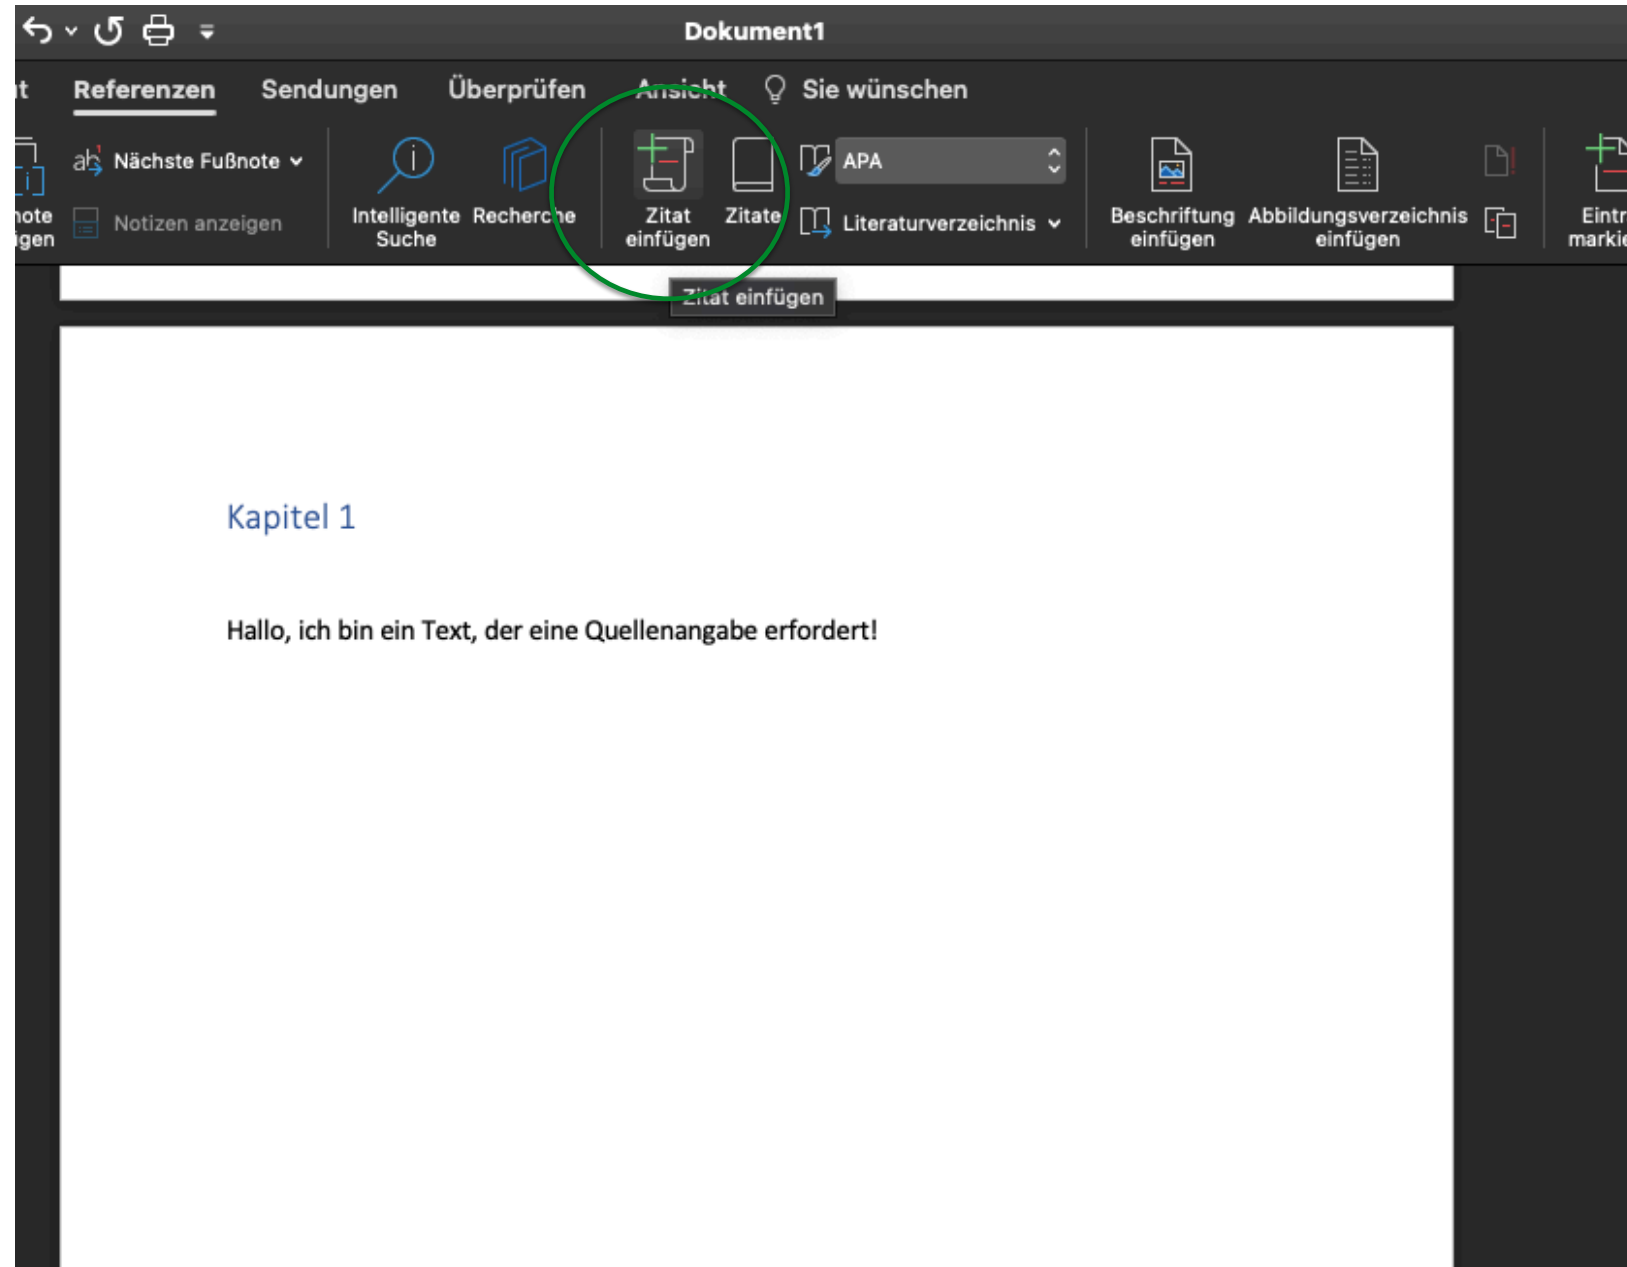 Dokument1
Referenzen Sendungen Überprüfen Ansicht Sie wünschen
Nächste Fußnote
Notizen anzeigen
Intelligente Suche
Recherche
Zitat einfügen
Zitate
APA
Literaturverzeichnis
Beschriftung einfügen
Abbildungsverzeichnis einfügen
Zitat einfügen
Kapitel 1
Hallo, ich bin ein Text, der eine Quellenangabe erfordert!